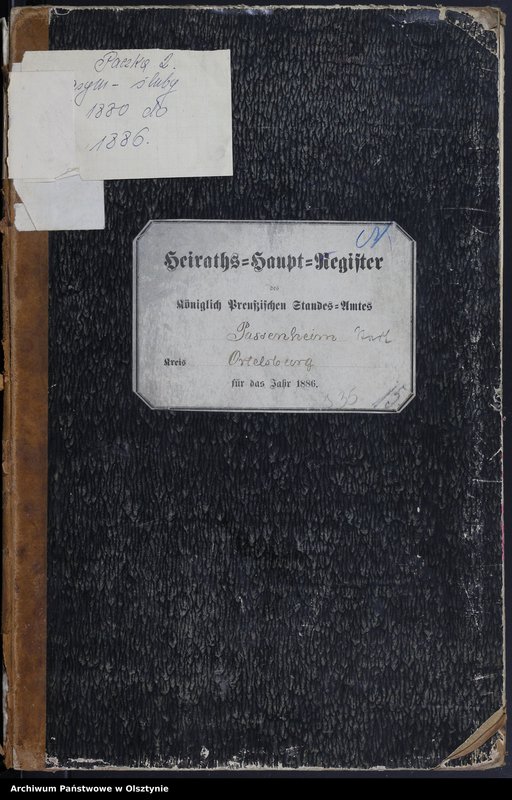 Paczka 2.
śluby
1880 do
1886.
Heiraths-Haupt-Register
des
Königlich Preußischen Standes-Amtes
Passenheim
Kreis Ortelsburg
für das Jahr 1886.
15
Archiwum Państwowe w Olsztynie